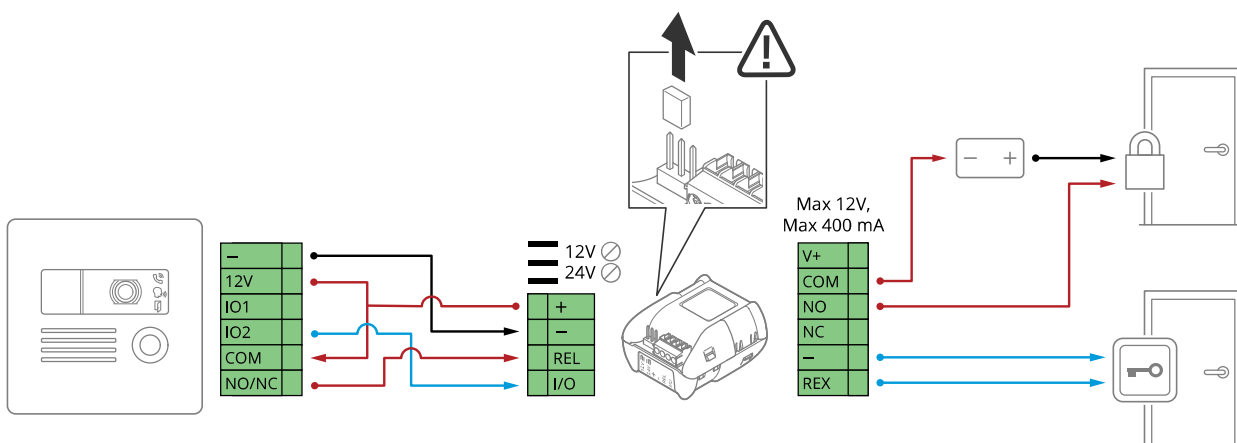 –
12V
IO1
IO2
COM
NO/NC
12V
24V
+
–
REL
I/O
Max 12V,
Max 400 mA
V+
COM
NO
NC
–
REX
– +